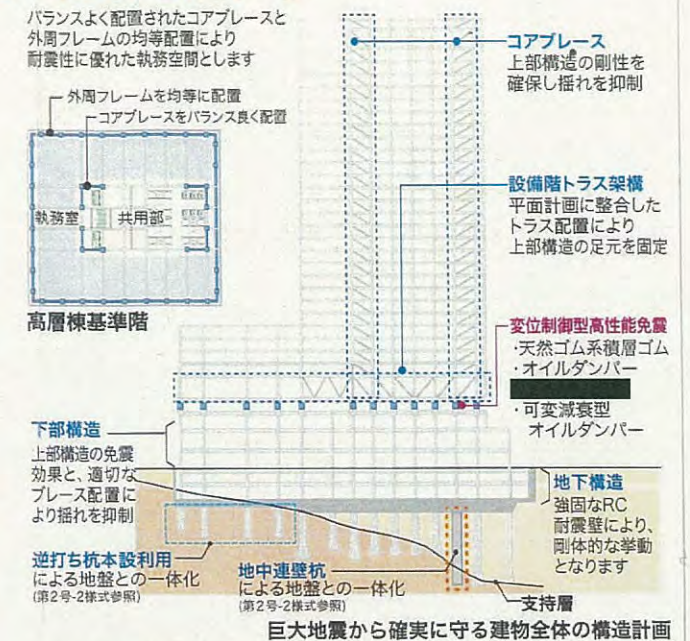 バランスよく配置されたコアブレースと
外周フレームの均等配置により
耐震性に優れた執務空間とします
外周フレームを均等に配置
コアブレースをバランス良く配置
執務室
共用部
高層棟基準階
コアブレース
上部構造の剛性を
確保し揺れを抑制
設備階トラス架構
平面計画に整合した
トラス配置により
上部構造の足元を固定
変位制御型高性能免震
・天然ゴム系積層ゴム
・オイルダンパー
・可変減衰型
オイルダンパー
下部構造
上部構造の免震
効果と、適切な
ブレース配置に
より揺れを抑制
地下構造
強固なRC
耐震壁により、
剛体的な挙動
となります
逆打ち杭本設利用
による地盤との一体化
(第2号-2様式参照)
地中連壁杭
による地盤との一体化
(第2号-2様式参照)
支持層
巨大地震から確実に守る建物全体の構造計画